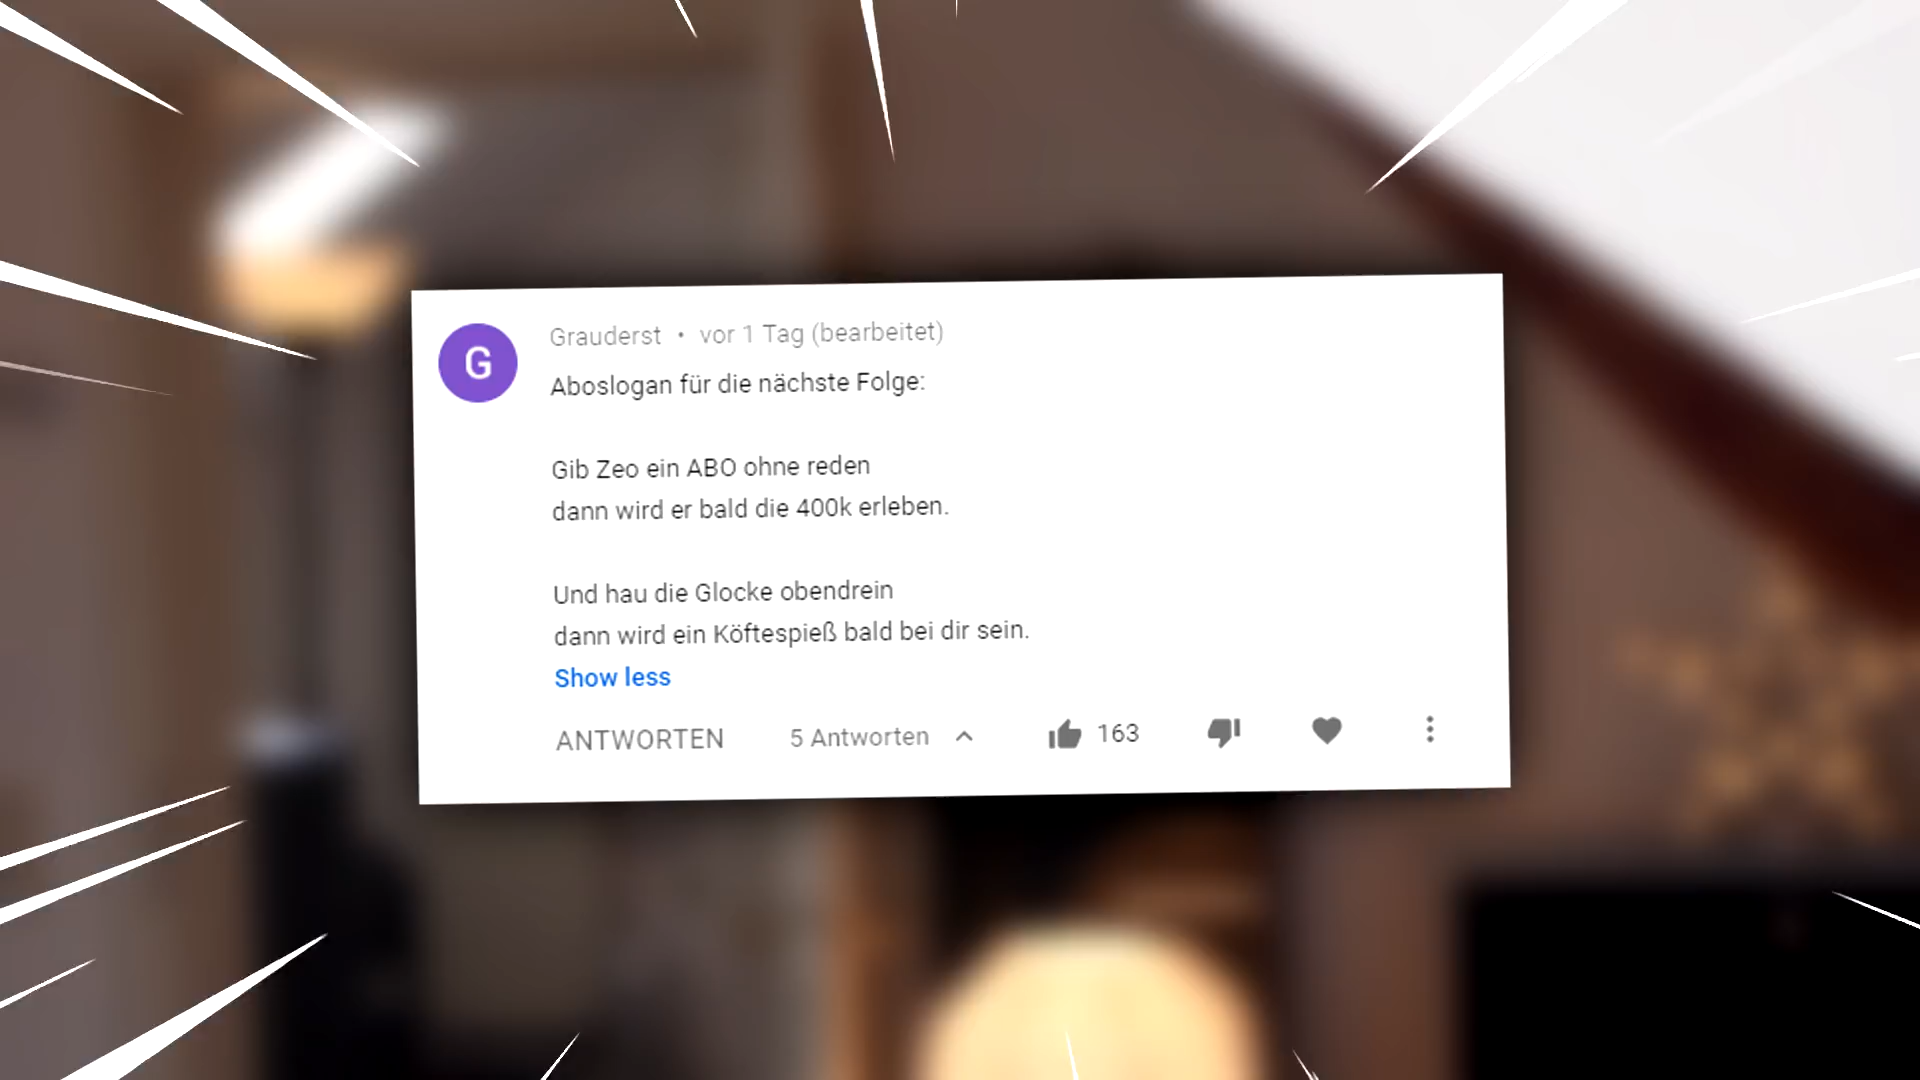 G
Grauderst • vor 1 Tag (bearbeitet)
Aboslogan für die nächste Folge:
Gib Zeo ein ABO ohne reden
dann wird er bald die 400k erleben.
Und hau die Glocke obendrein
dann wird ein Köftespieß bald bei dir sein.
Show less
ANTWORTEN 5 Antworten 163